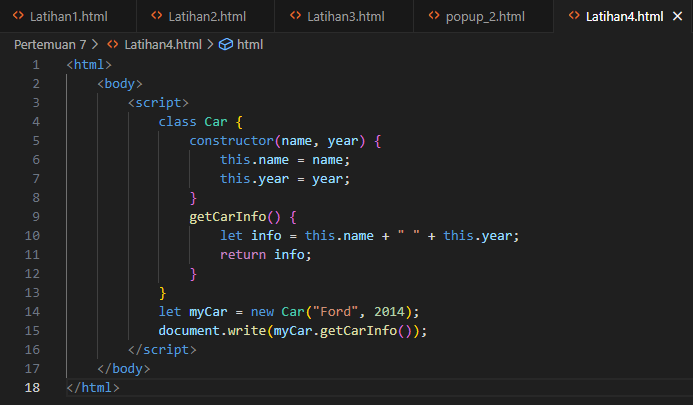 Latihan1.html Latihan2.html Latihan3.html popup_2.html Latihan4.html
Pertemuan 7 > Latihan4.html > html
1 <html>
2 <body>
3 <script>
4 class Car {
5 constructor(name, year) {
6 this.name = name;
7 this.year = year;
8 }
9 getCarInfo() {
10 let info = this.name + " " + this.year;
11 return info;
12 }
13 }
14 let myCar = new Car("Ford", 2014);
15 document.write(myCar.getCarInfo());
16 </script>
17 </body>
18 </html>